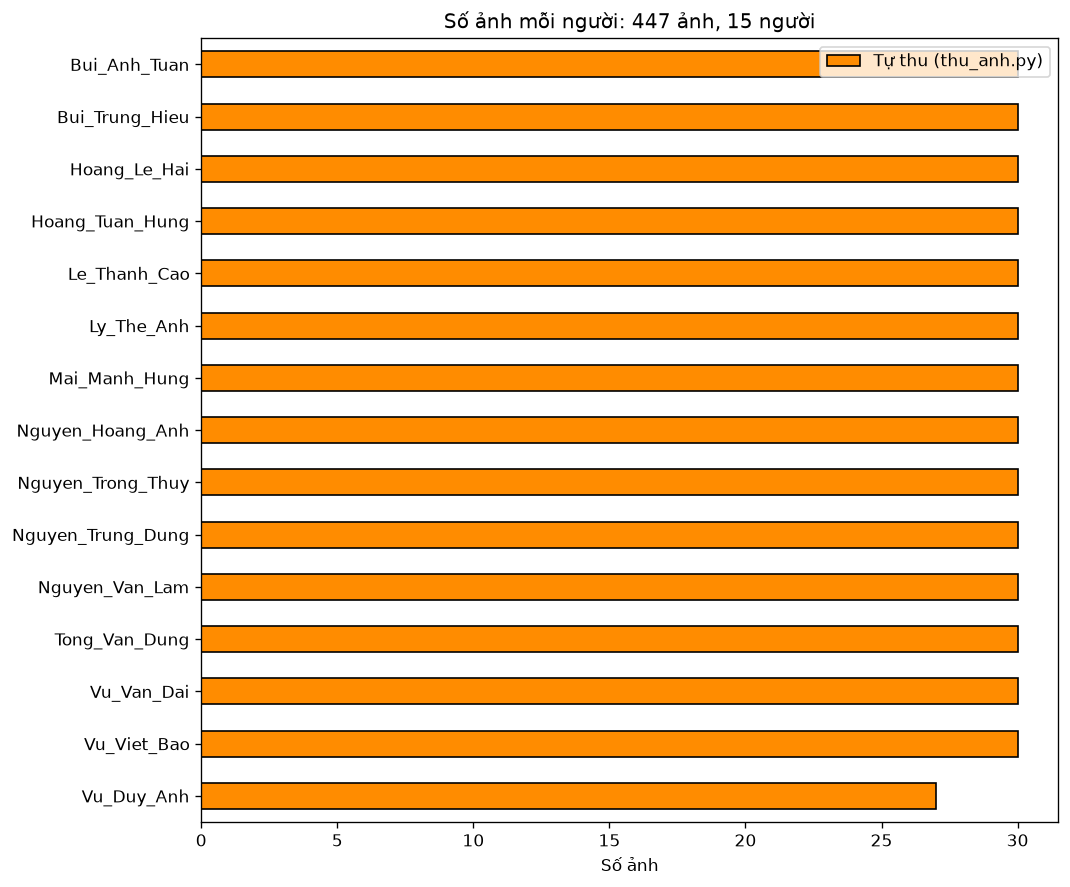 Số ảnh mỗi người: 447 ảnh, 15 người
Tự thu (thu_anh.py)
Bui_Anh_Tuan
Bui_Trung_Hieu
Hoang_Le_Hai
Hoang_Tuan_Hung
Le_Thanh_Cao
Ly_The_Anh
Mai_Manh_Hung
Nguyen_Hoang_Anh
Nguyen_Trong_Thuy
Nguyen_Trung_Dung
Nguyen_Van_Lam
Tong_Van_Dung
Vu_Van_Dai
Vu_Viet_Bao
Vu_Duy_Anh
0 5 10 15 20 25 30
Số ảnh